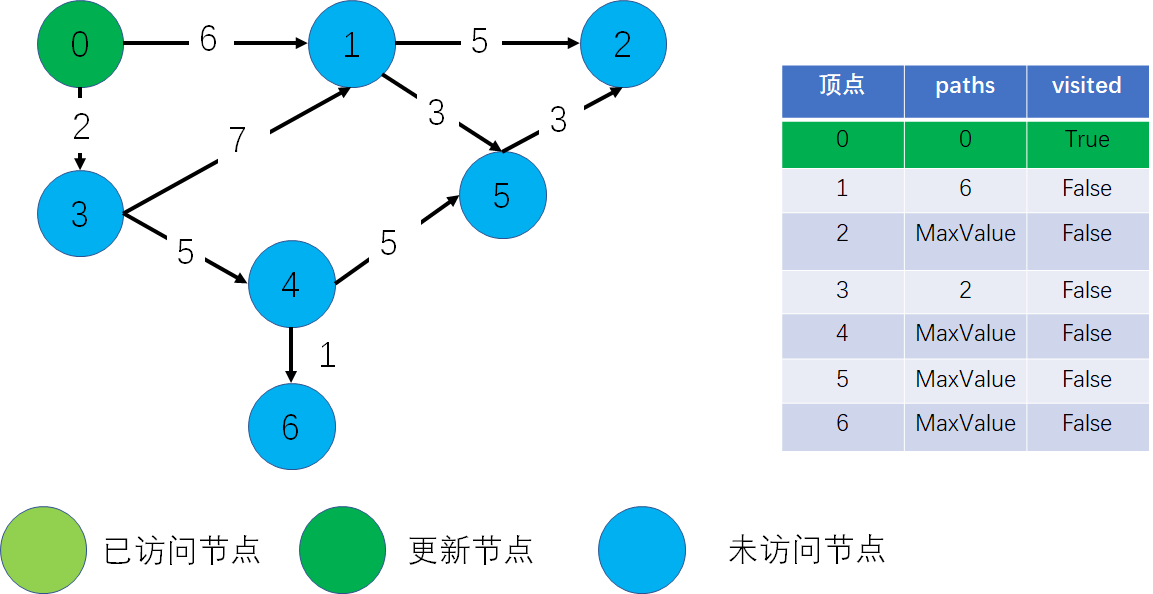 0 6 1 5 2
2 7 3 3
3 5 5 5
4
1
6
顶点 paths visited
0 0 True
1 6 False
2 MaxValue False
3 2 False
4 MaxValue False
5 MaxValue False
6 MaxValue False
已访问节点 更新节点 未访问节点